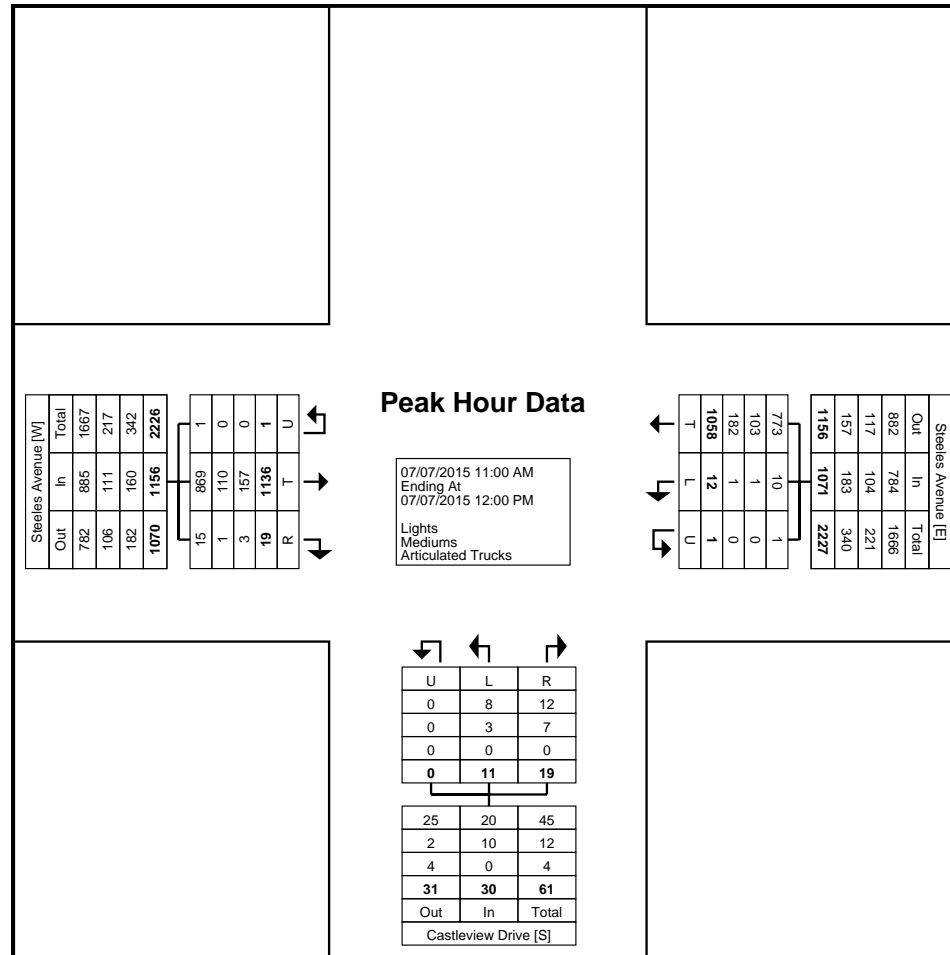 Steeles Avenue [W]
Out In Total
782 885 1667
106 111 217
182 160 342
1070 1156 2226
15 869 1
1 110 0
3 157 0
19 1136 1
R T U
Peak Hour Data
07/07/2015 11:00 AM
Ending At
07/07/2015 12:00 PM
Lights
Mediums
Articulated Trucks
Steeles Avenue [E]
Out In Total
882 784 1666
117 104 221
157 183 340
1156 1071 2227
773 10 1
103 1 0
182 1 0
1058 12 1
T L U
U L R
0 8 12
0 3 7
0 0 0
0 11 19
25 20 45
2 10 12
4 0 4
31 30 61
Out In Total
Castleview Drive [S]